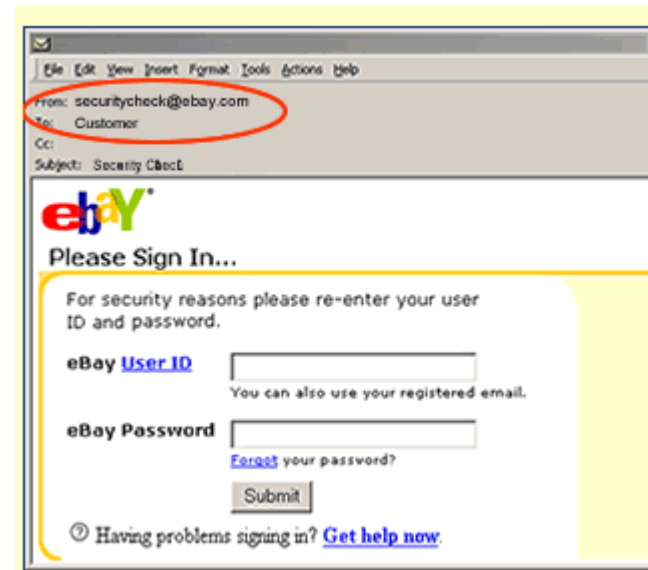 File Edit View Insert Format Tools Actions Help
From: securitycheck@ebay.com
To: Customer
Cc:
Subject: Security Check
ebaY
Please Sign In...
For security reasons please re-enter your user
ID and password.
eBay User ID
You can also use your registered email.
eBay Password
Forgot your password?
Submit
? Having problems signing in? Get help now.